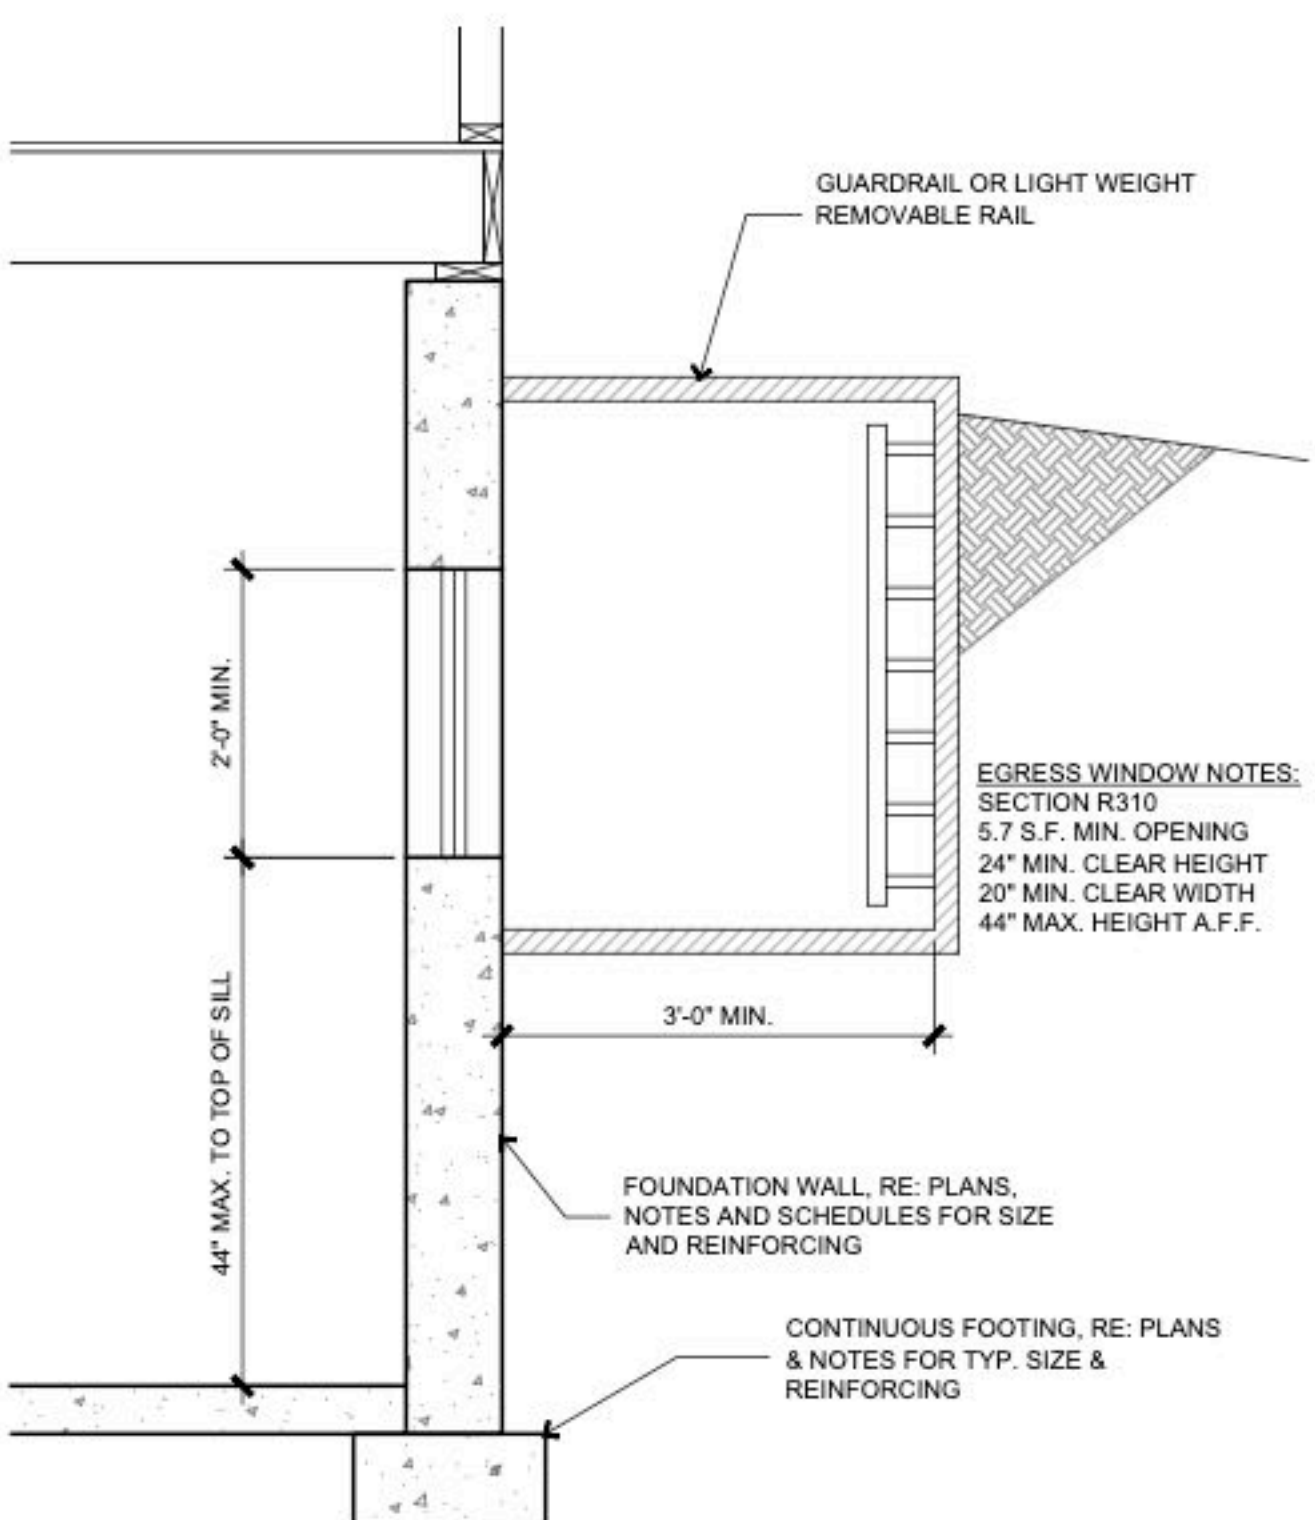 GUARDRAIL OR LIGHT WEIGHT
REMOVABLE RAIL
2'-0" MIN.
EGRESS WINDOW NOTES:
SECTION R310
5.7 S.F. MIN. OPENING
24" MIN. CLEAR HEIGHT
20" MIN. CLEAR WIDTH
44" MAX. HEIGHT A.F.F.
44" MAX. TO TOP OF SILL
3'-0" MIN.
FOUNDATION WALL, RE: PLANS,
NOTES AND SCHEDULES FOR SIZE
AND REINFORCING
CONTINUOUS FOOTING, RE: PLANS
& NOTES FOR TYP. SIZE &
REINFORCING